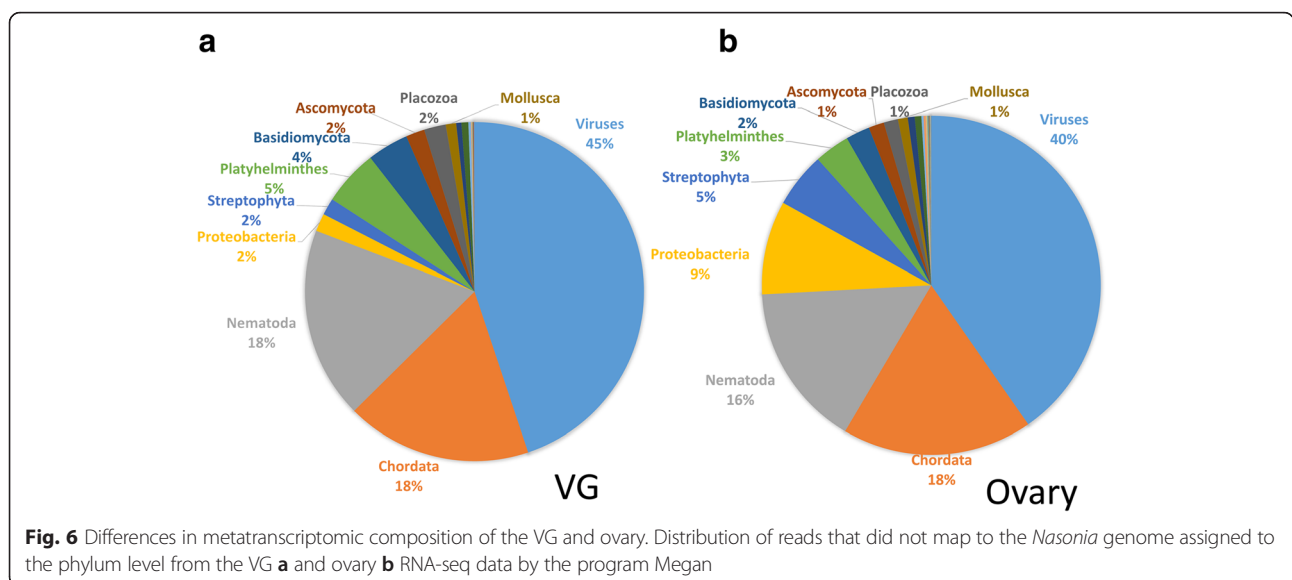 a
Viruses
45%
Chordata
18%
Nematoda
18%
Proteobacteria
2%
Streptophyta
2%
Platyhelminthes
5%
Basidiomycota
4%
Ascomycota
2%
Placozoa
2%
Mollusca
1%
VG
b
Viruses
40%
Chordata
18%
Nematoda
16%
Proteobacteria
9%
Streptophyta
5%
Platyhelminthes
3%
Basidiomycota
2%
Ascomycota
1%
Placozoa
1%
Mollusca
1%
Ovary
Fig. 6 Differences in metatranscriptomic composition of the VG and ovary. Distribution of reads that did not map to the Nasonia genome assigned to
the phylum level from the VG a and ovary b RNA-seq data by the program Megan